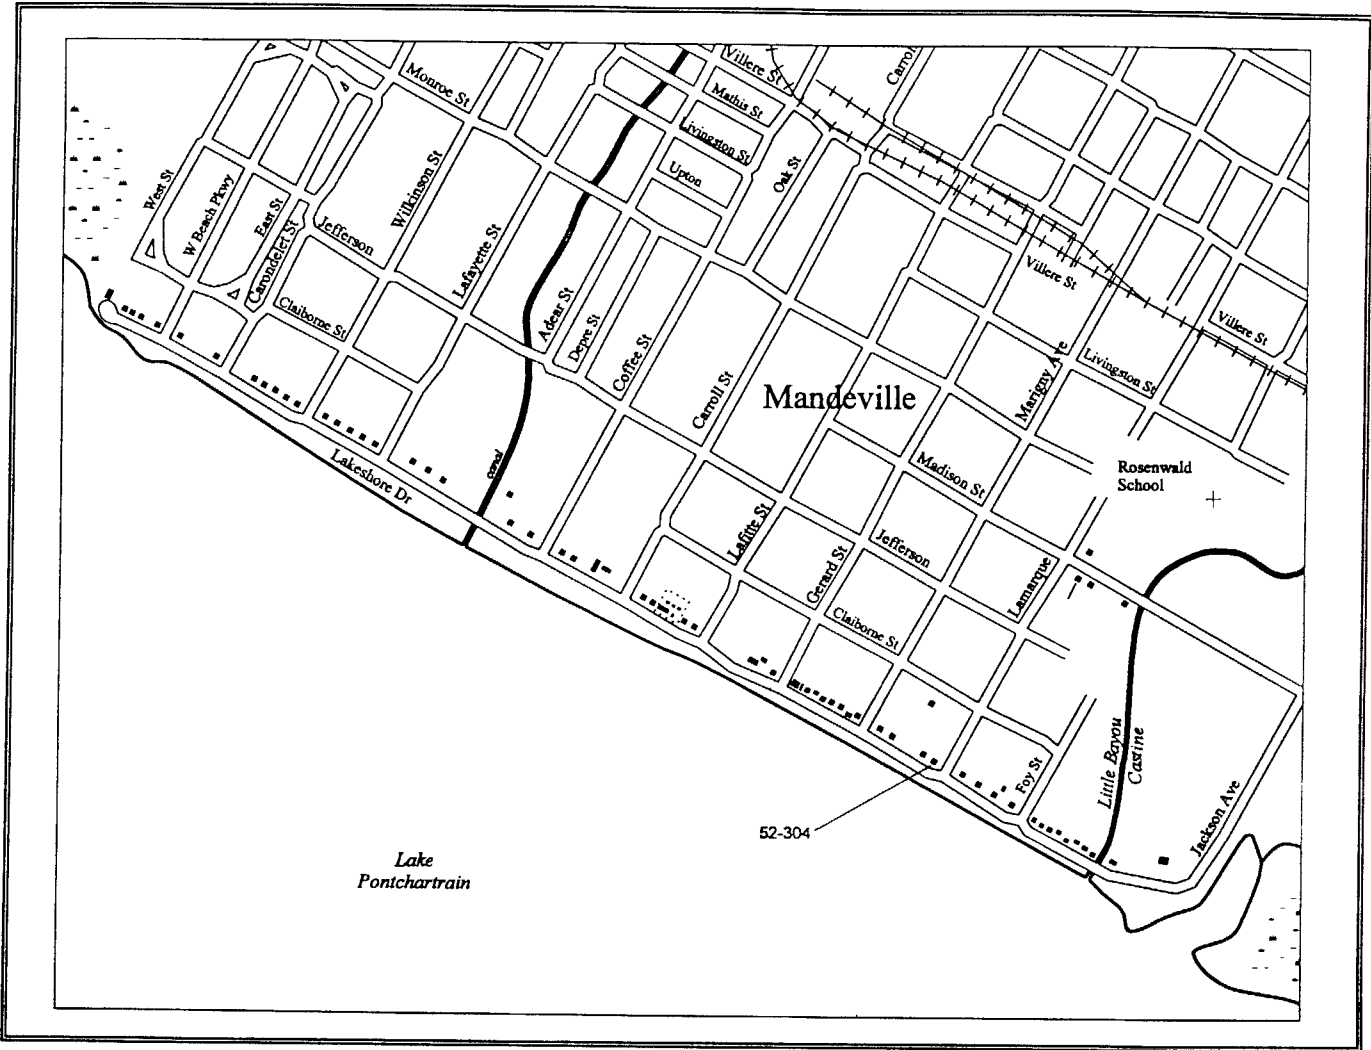 Monroe St
Villere St
Carrol
Mathis St
Livingston St
Upton
Oak St
West St
W Beach Pkwy
East St
Carondelet St
Jefferson
Wilkinson St
Lafayette St
Claiborne St
Adear St
Depre St
Coffee St
Carroll St
Villere St
Villere St
Livingston St
Marigny Ave
Mandeville
Rosenwald
School
Madison St
canal
Lakeshore Dr
Lafitte St
Gerard St
Jefferson
Lamarque
Claiborne St
Foy St
Little Bayou
Castine
Jackson Ave
52-304
Lake
Pontchartrain